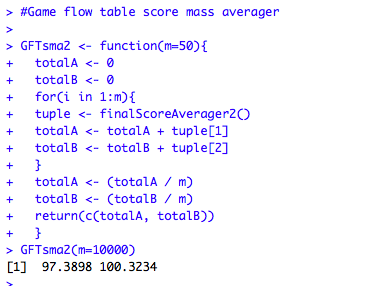 > #Game flow table score mass averager
>
> GFTsma2 <- function(m=50){
+   totalA <- 0
+   totalB <- 0
+   for(i in 1:m){
+   tuple <- finalScoreAverager2()
+   totalA <- totalA + tuple[1]
+   totalB <- totalB + tuple[2]
+   }
+   totalA <- (totalA / m)
+   totalB <- (totalB / m)
+   return(c(totalA, totalB))
+   }
> GFTsma2(m=10000)
[1]  97.3898 100.3234
>